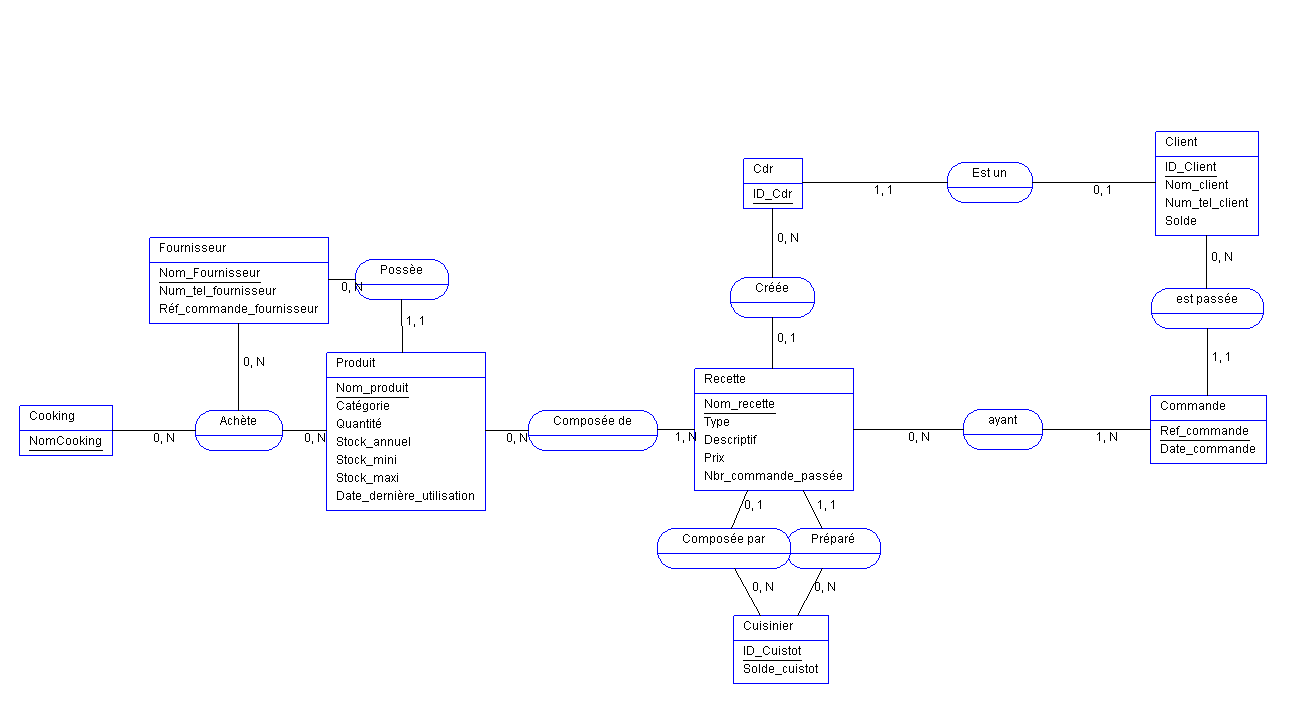 Client
ID_Client
Nom_client
Num_tel_client
Solde
Cdr
ID_Cdr
1, 1
Est un
0, 1
0, N
Créée
0, 1
0, N
est passée
1, 1
Fournisseur
Nom_Fournisseur
Num_tel_fournisseur
Réf_commande_fournisseur
0, N
Possèe
1, 1
0, N
Produit
Nom_produit
Catégorie
Quantité
Stock_annuel
Stock_mini
Stock_maxi
Date_dernière_utilisation
Cooking
NomCooking
0, N
Achète
0, N
0, N
Composée de
1, N
Recette
Nom_recette
Type
Descriptif
Prix
Nbr_commande_passée
0, N
ayant
1, N
Commande
Ref_commande
Date_commande
0, 1
1, 1
Composée par
Préparé
0, N
0, N
Cuisinier
ID_Cuistot
Solde_cuistot